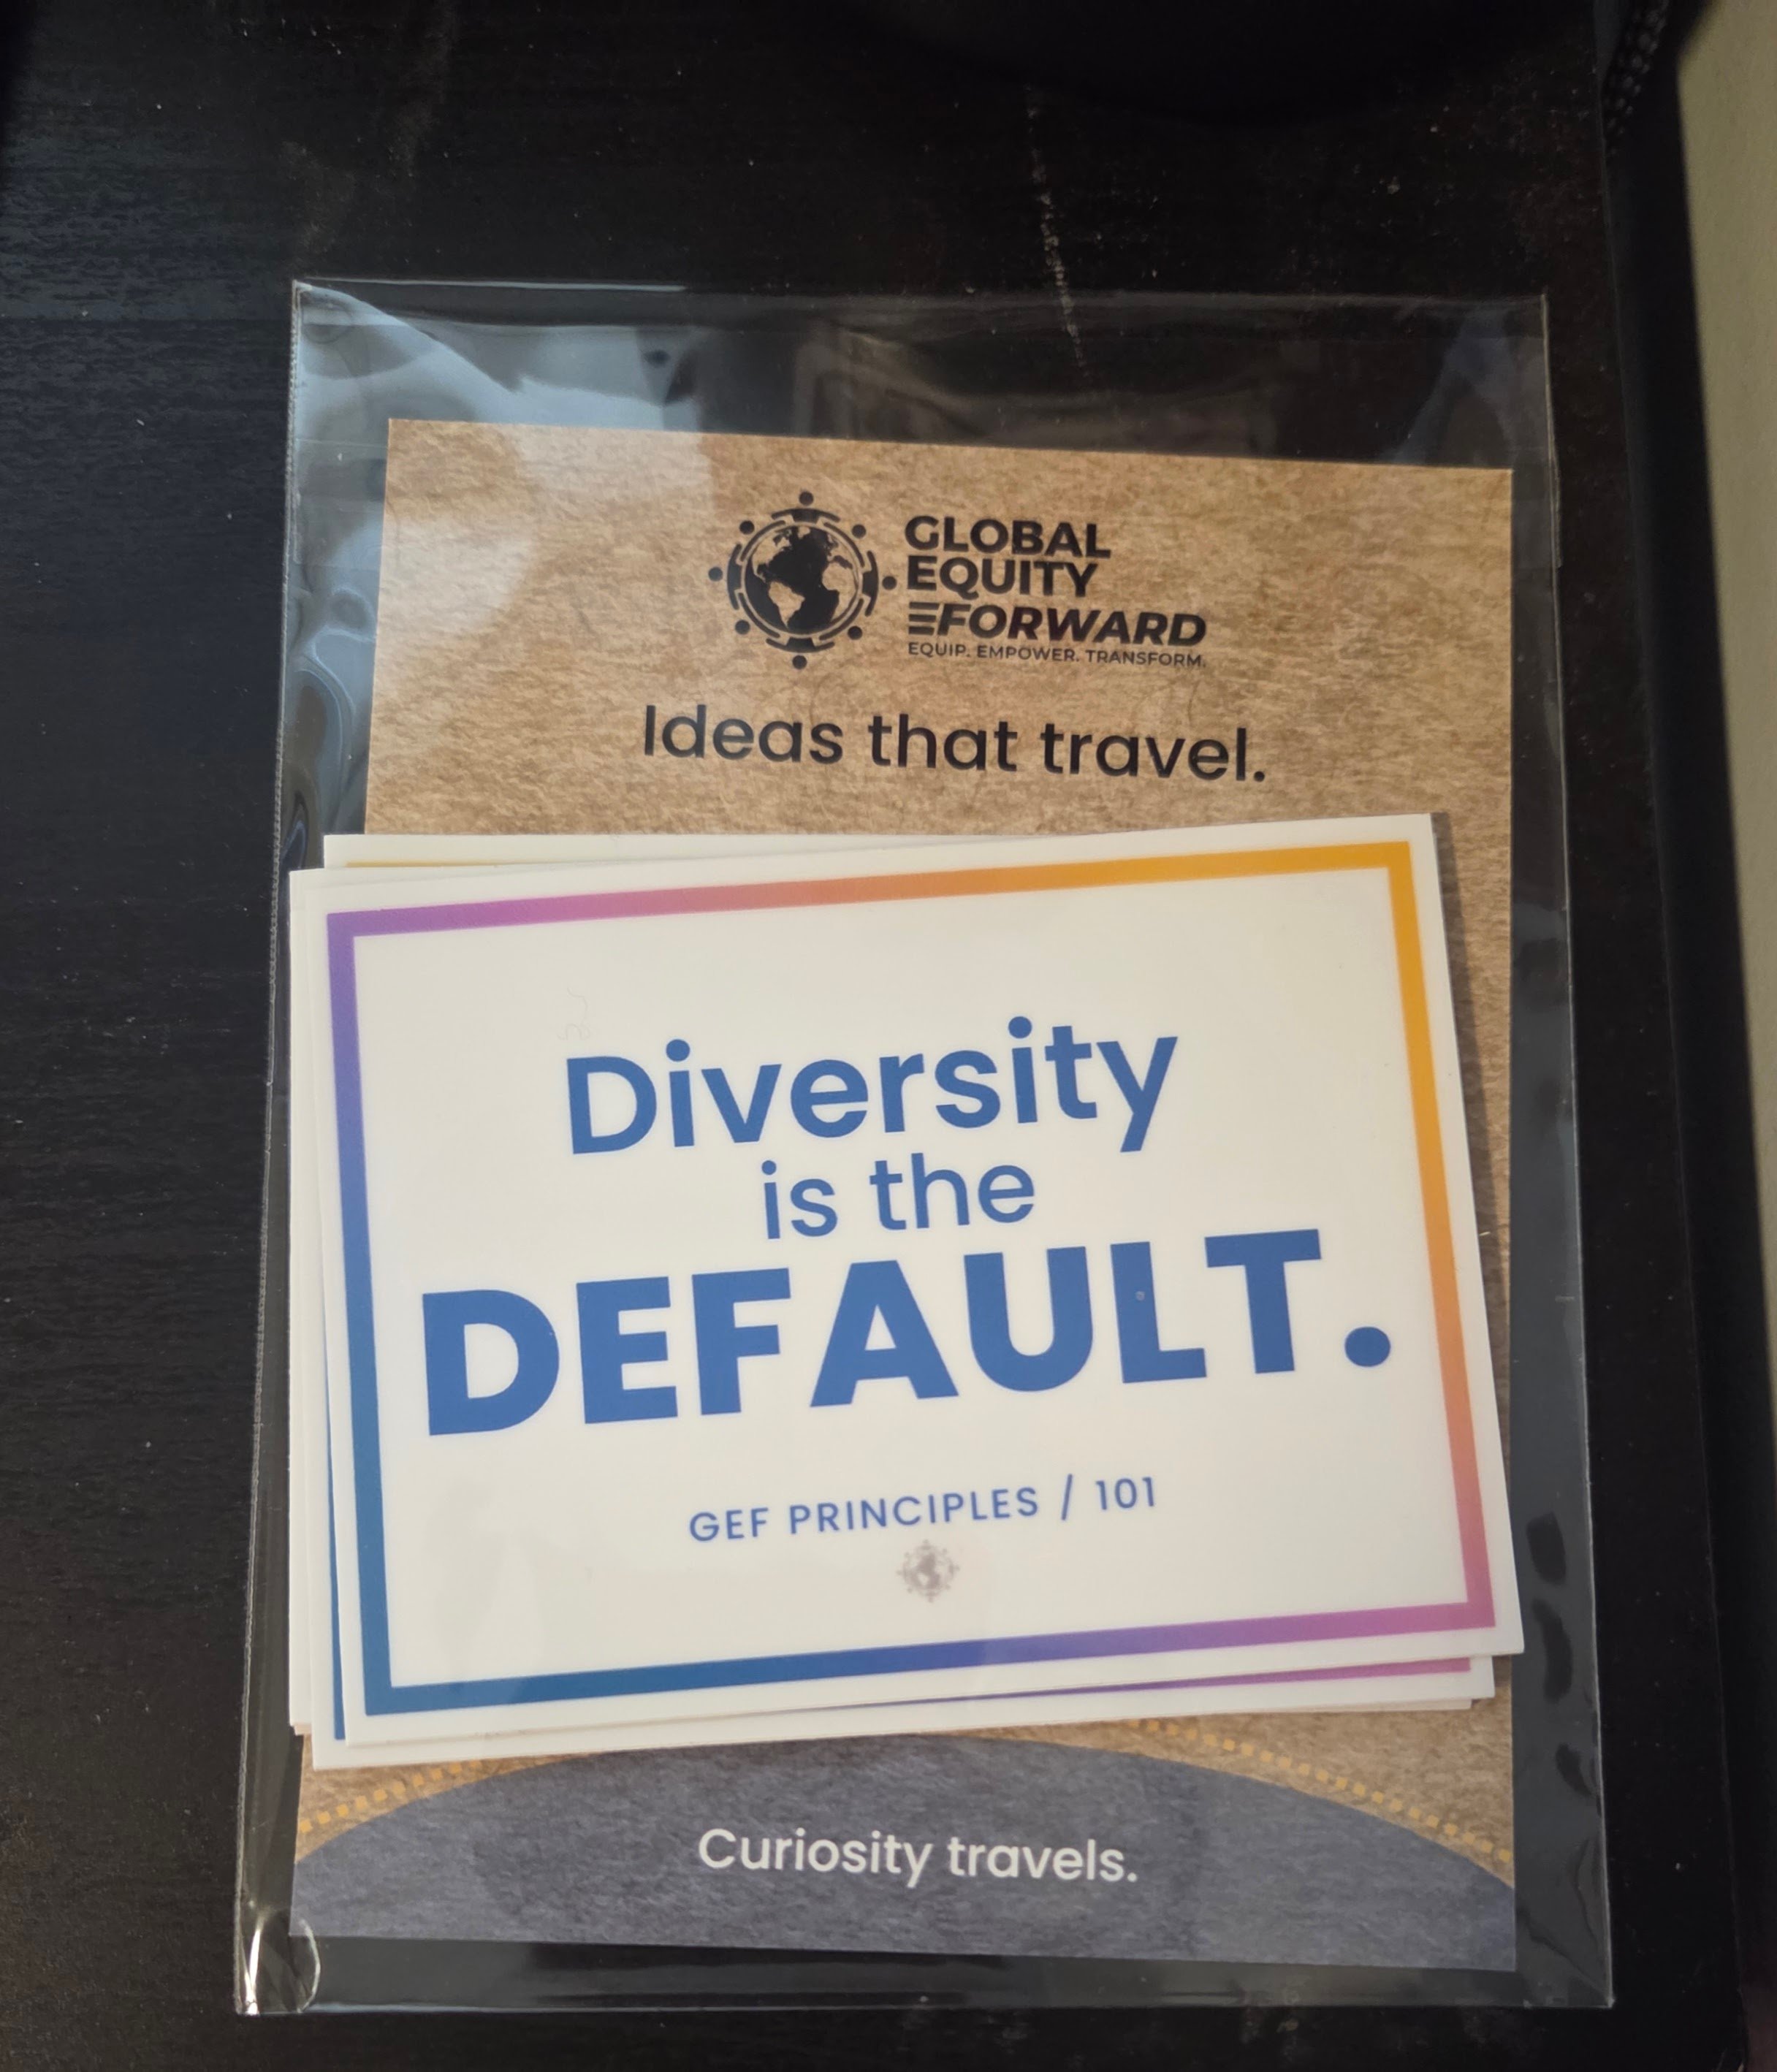 GLOBAL
EQUITY
FORWARD
EQUIP. EMPOWER. TRANSFORM.
Ideas that travel.
Diversity
is the
DEFAULT.
GEF PRINCIPLES / 101
Curiosity travels.